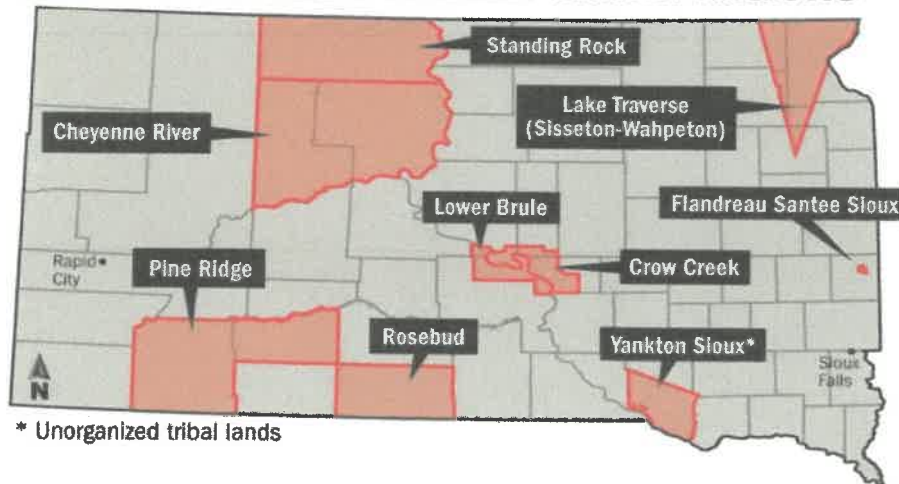 Standing Rock
Lake Traverse
(Sisseton-Wahpeton)
Cheyenne River
Lower Brule
Flandreau Santee Sioux
Rapid
City
Pine Ridge
Crow Creek
Rosebud
Yankton Sioux*
Sioux
Falls
N
* Unorganized tribal lands